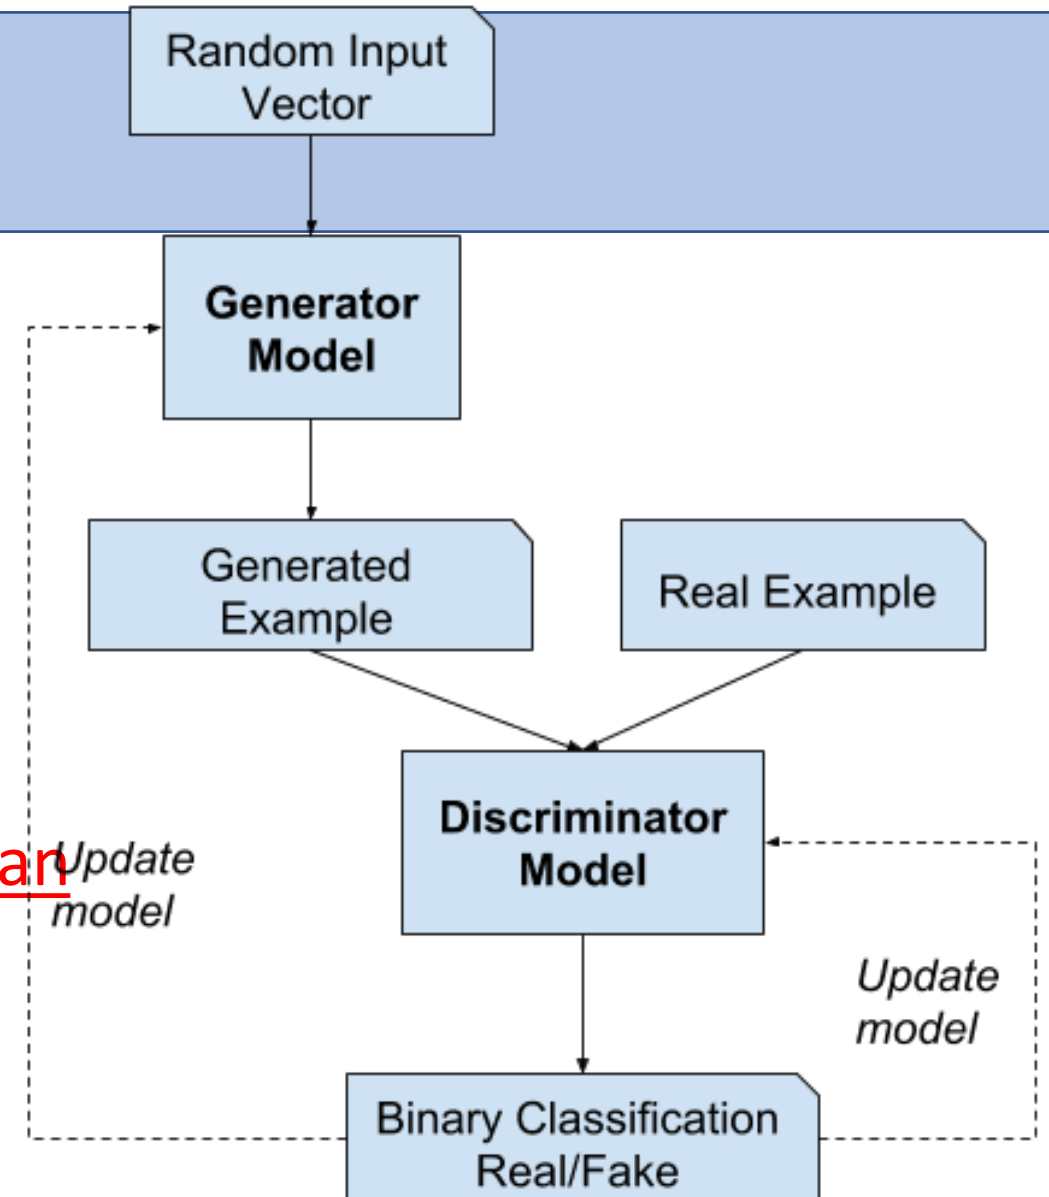 Random Input
Vector
Generator
Model
Generated
Example
Real Example
Discriminator
Model
an
Update
model
Update
model
Binary Classification
Real/Fake